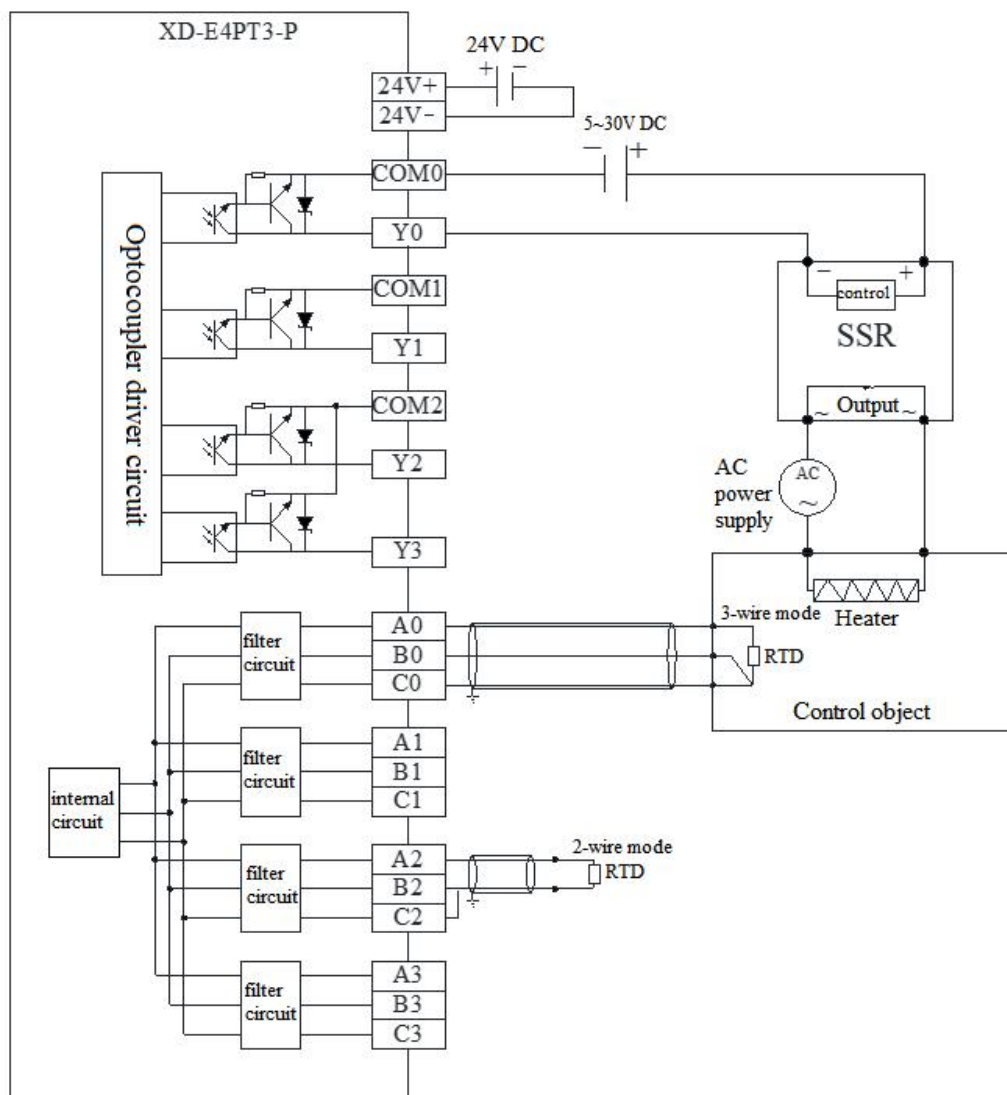 XD-E4PT3-P
24V DC
+ −
24V+
24V−
5~30V DC
− +
COM0
Y0
COM1
Y1
COM2
Y2
Y3
Optocoupler driver circuit
− +
control
SSR
~ Output ~
AC
power
supply
AC
~
Heater
3-wire mode
RTD
Control object
A0
B0
C0
filter
circuit
A1
B1
C1
filter
circuit
internal
circuit
A2
B2
C2
filter
circuit
2-wire mode
RTD
A3
B3
C3
filter
circuit